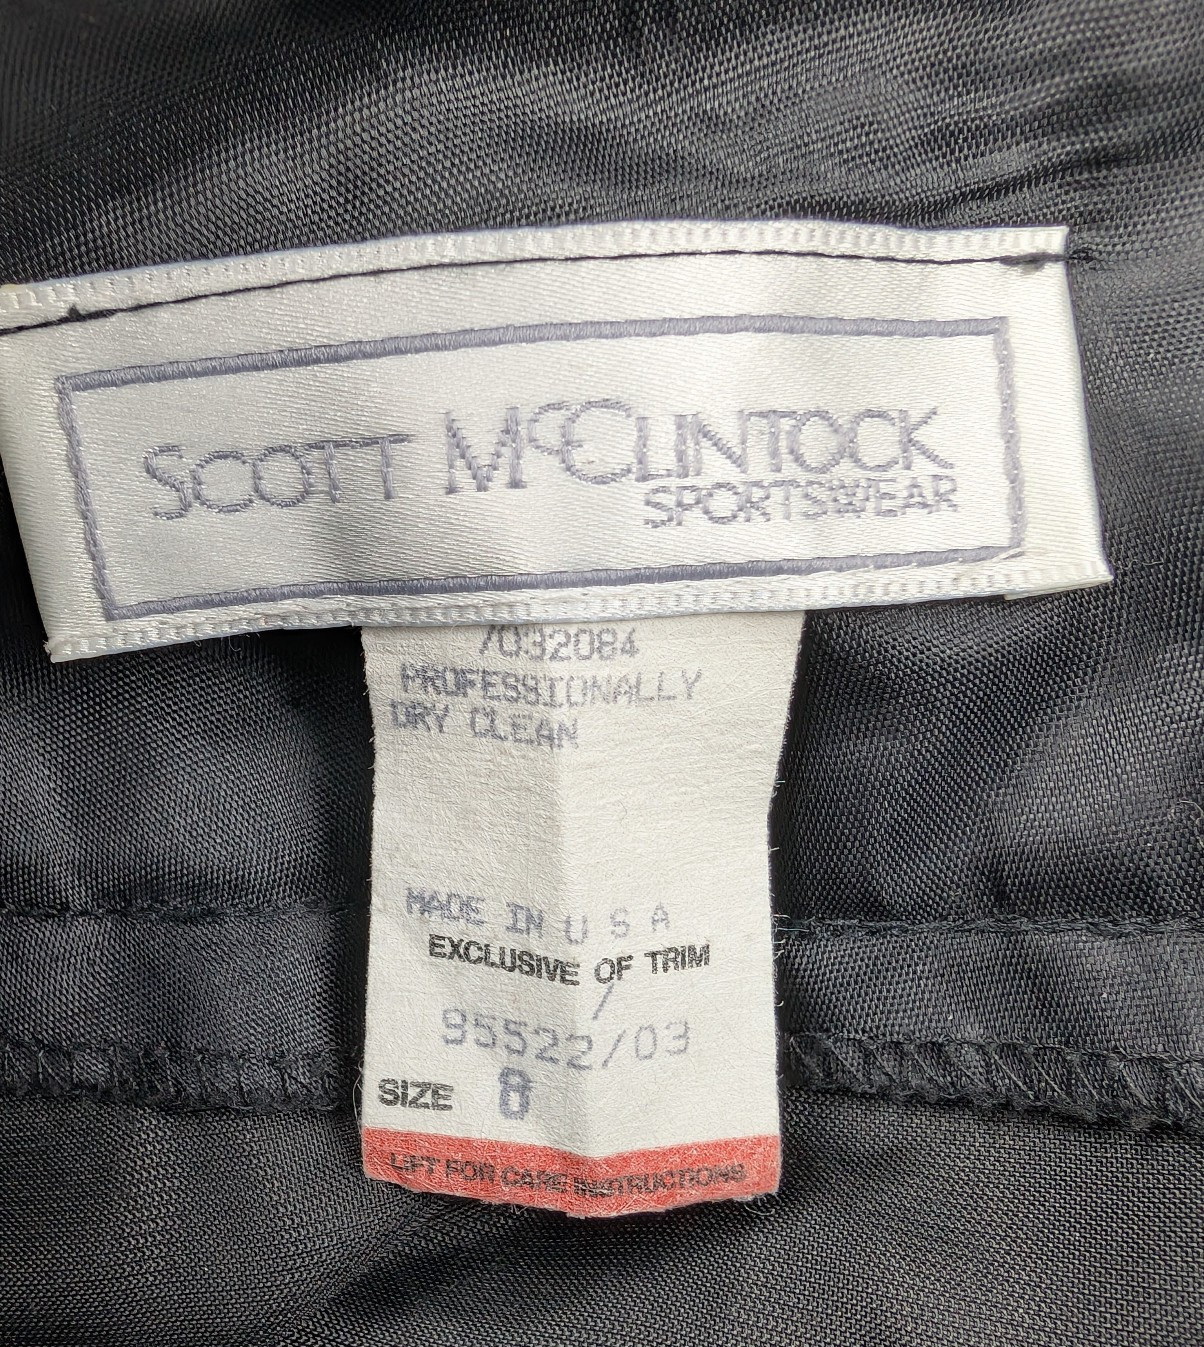 SCOTT McCLINTOCK
SPORTSWEAR
7032084
PROFESSIONALLY
DRY CLEAN
MADE IN U S A
EXCLUSIVE OF TRIM
/
95522/03
SIZE 8
LIFT FOR CARE INSTRUCTIONS